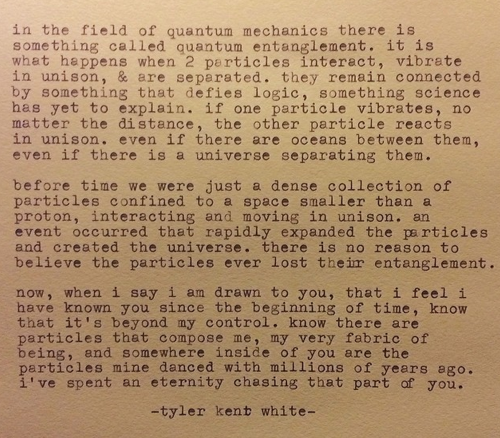 in the field of quantum mechanics there is
something called quantum entanglement. it is
what happens when 2 particles interact, vibrate
in unison, & are separated. they remain connected
by something that defies logic, something science
has yet to explain. if one particle vibrates, no
matter the distance, the other particle reacts
in unison. even if there are oceans between them,
even if there is a universe separating them.
before time we were just a dense collection of
particles confined to a space smaller than a
proton, interacting and moving in unison. an
event occurred that rapidly expanded the particles
and created the universe. there is no reason to
believe the particles ever lost their entanglement.
now, when i say i am drawn to you, that i feel i
have known you since the beginning of time, know
that it's beyond my control. know there are
particles that compose me, my very fabric of
being, and somewhere inside of you are the
particles mine danced with millions of years ago.
i've spent an eternity chasing that part of you.
-tyler kent white-